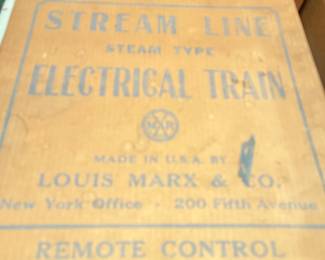 STREAM LINE
STEAM TYPE
ELECTRICAL TRAIN
MAR
MADE IN U.S.A. BY
LOUIS MARX & CO.
New York Office - 200 Fifth Avenue
REMOTE CONTROL